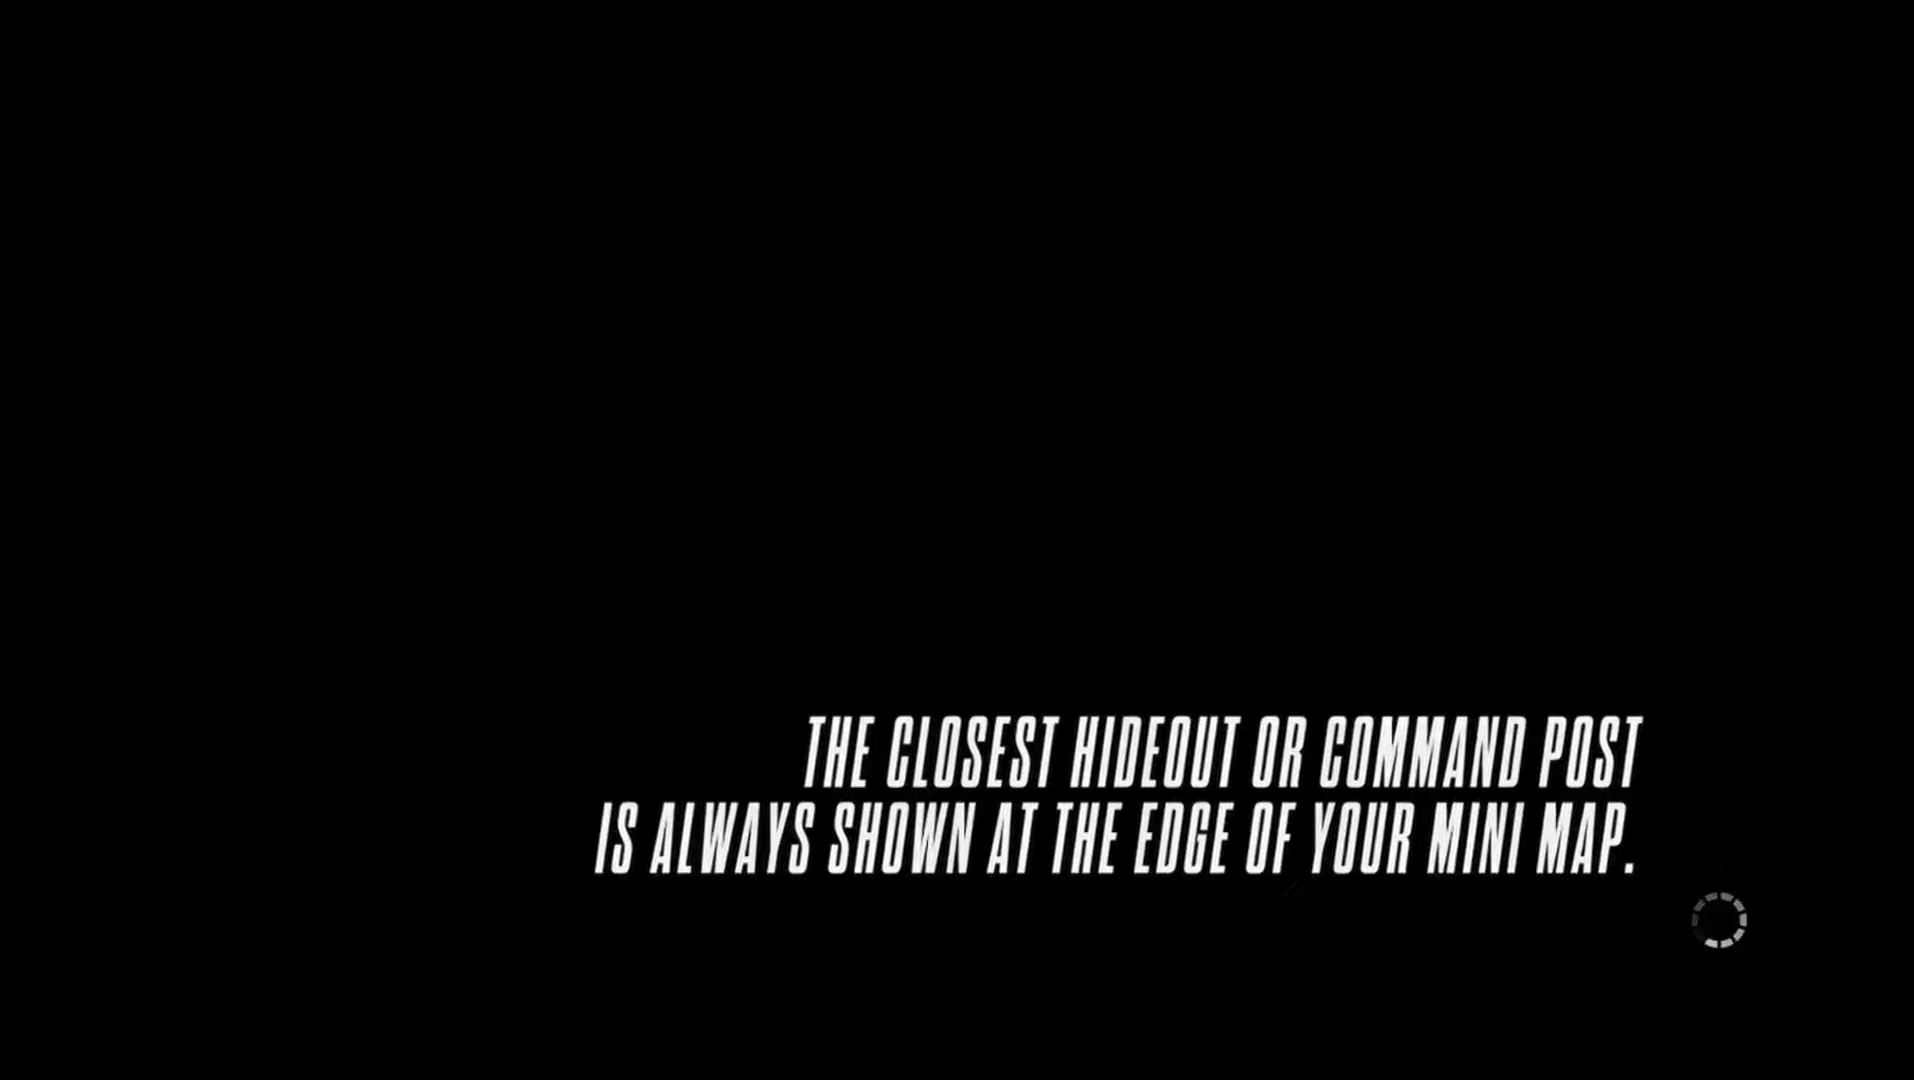 THE CLOSEST HIDEOUT OR COMMAND POST
IS ALWAYS SHOWN AT THE EDGE OF YOUR MINI MAP.